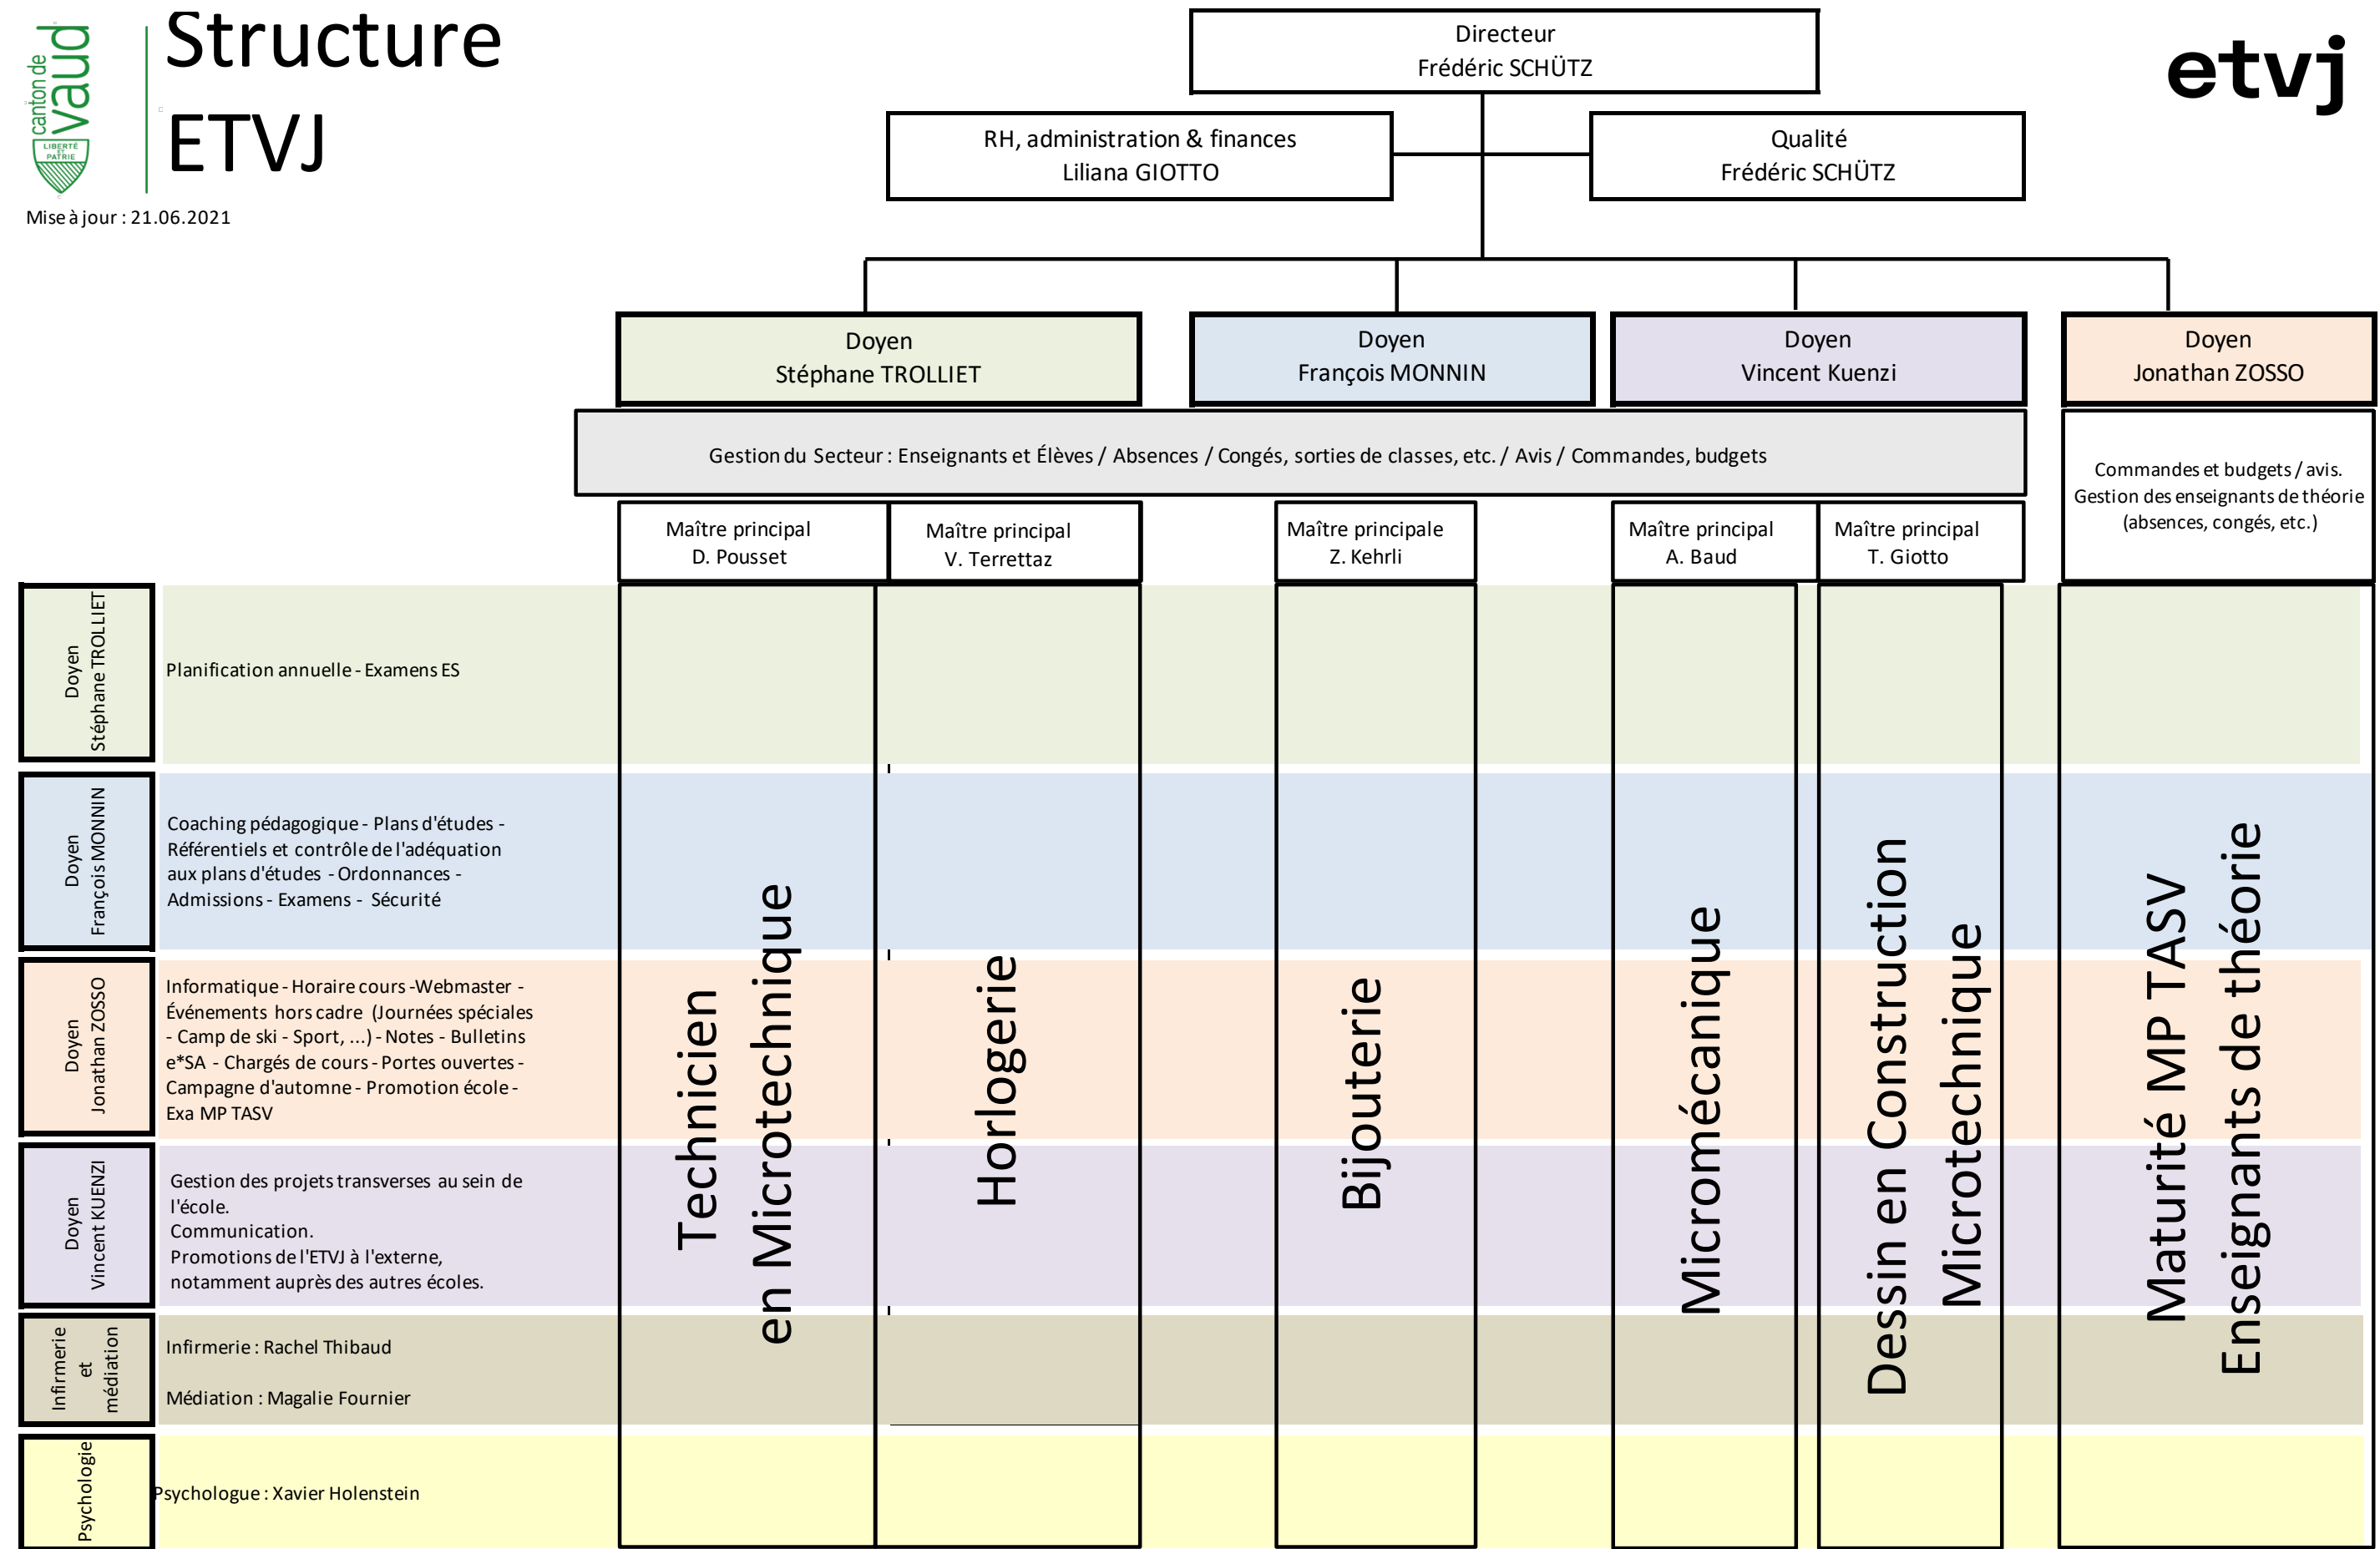 canton de
vaud
LIBERTÉ
ET
PATRIE
Structure
ETVJ
Mise à jour : 21.06.2021
etvj
Directeur
Frédéric SCHÜTZ
RH, administration & finances
Liliana GIOTTO
Qualité
Frédéric SCHÜTZ
Doyen
Stéphane TROLLIET
Doyen
François MONNIN
Doyen
Vincent Kuenzi
Doyen
Jonathan ZOSSO
Gestion du Secteur : Enseignants et Élèves / Absences / Congés, sorties de classes, etc. / Avis / Commandes, budgets
Commandes et budgets / avis.
Gestion des enseignants de théorie
(absences, congés, etc.)
Maître principal
D. Pousset
Maître principal
V. Terrettaz
Maître principale
Z. Kehrli
Maître principal
A. Baud
Maître principal
T. Giotto
Doyen
Stéphane TROLLIET
Planification annuelle - Examens ES
Doyen
François MONNIN
Coaching pédagogique - Plans d'études -
Référentiels et contrôle de l'adéquation
aux plans d'études - Ordonnances -
Admissions - Examens - Sécurité
Doyen
Jonathan ZOSSO
Informatique - Horaire cours -Webmaster -
Événements hors cadre (Journées spéciales
- Camp de ski - Sport, ...) - Notes - Bulletins
e*SA - Chargés de cours - Portes ouvertes -
Campagne d'automne - Promotion école -
Exa MP TASV
Doyen
Vincent KUENZI
Gestion des projets transverses au sein de
l'école.
Communication.
Promotions de l'ETVJ à l'externe,
notamment auprès des autres écoles.
Infirmerie
et
médiation
Infirmerie : Rachel Thibaud
Médiation : Magalie Fournier
Psychologie
Psychologue : Xavier Holenstein
Technicien
en Microtechnique
Horlogerie
Bijouterie
Micromécanique
Dessin en Construction
Microtechnique
Maturité MP TASV
Enseignants de théorie